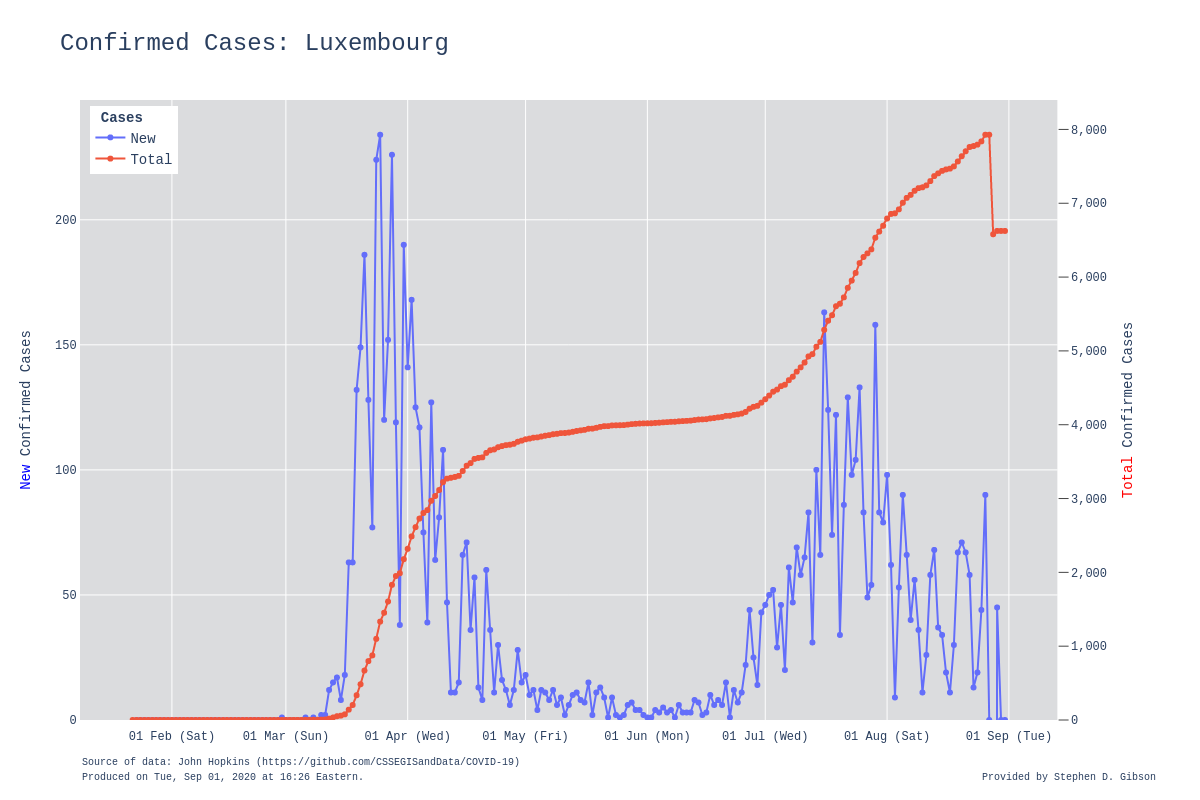 Confirmed Cases: Luxembourg
Cases
New
Total
200
150
100
50
0
8,000
7,000
6,000
5,000
4,000
3,000
2,000
1,000
0
New Confirmed Cases
Total Confirmed Cases
01 Feb (Sat)
01 Mar (Sun)
01 Apr (Wed)
01 May (Fri)
01 Jun (Mon)
01 Jul (Wed)
01 Aug (Sat)
01 Sep (Tue)
Source of data: John Hopkins (https://github.com/CSSEGISandData/COVID-19)
Produced on Tue, Sep 01, 2020 at 16:26 Eastern.
Provided by Stephen D. Gibson